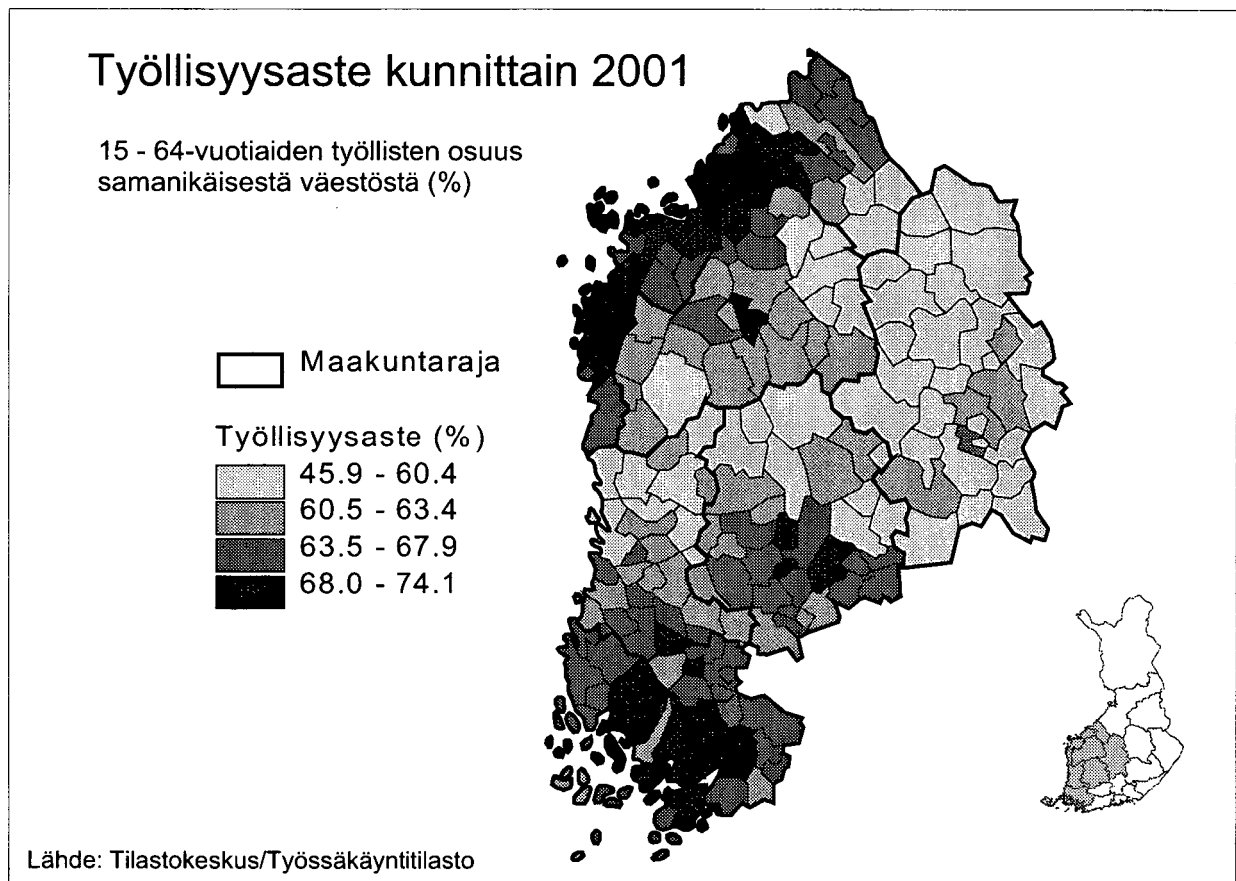 Työllisyysaste kunnittain 2001
15 - 64-vuotiaiden työllisten osuus
samanikäisestä väestöstä (%)
Maakuntaraja
Työllisyysaste (%)
45.9 - 60.4
60.5 - 63.4
63.5 - 67.9
68.0 - 74.1
Lähde: Tilastokeskus/Työssäkäyntitilasto